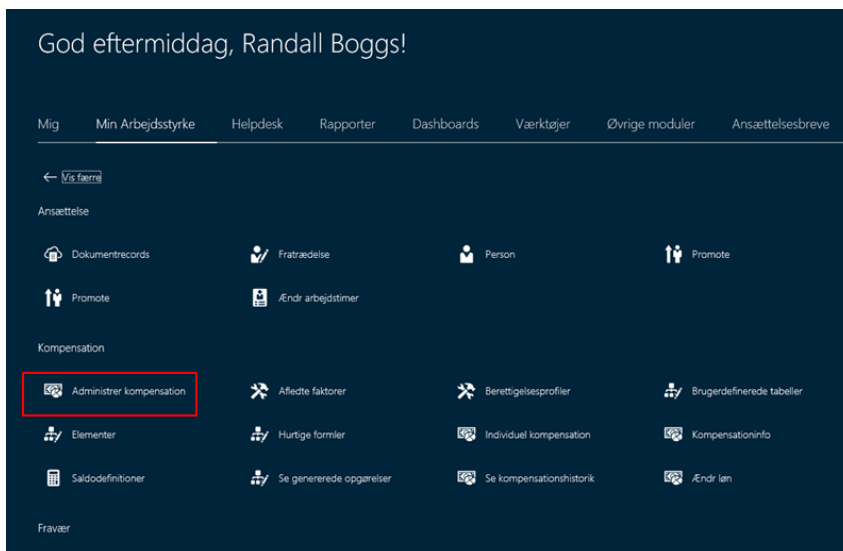 God eftermiddag, Randall Boggs!
Mig Min Arbejdsstyrke Helpdesk Rapporter Dashboards Værktøjer Øvrige moduler Ansættelsesbreve
Vis færre
Ansættelse
Dokumentrecords Fratrædelse Person Promote
Promote Ændr arbejdstimer
Kompensation
Administrer kompensation Afledte faktorer Berettigelsesprofiler Brugerdefinerede tabeller
Elementer Hurtige formler Individuel kompensation Kompensationinfo
Saldodefinitioner Se genererede opgørelser Se kompensationshistorik Ændr løn
Fravær